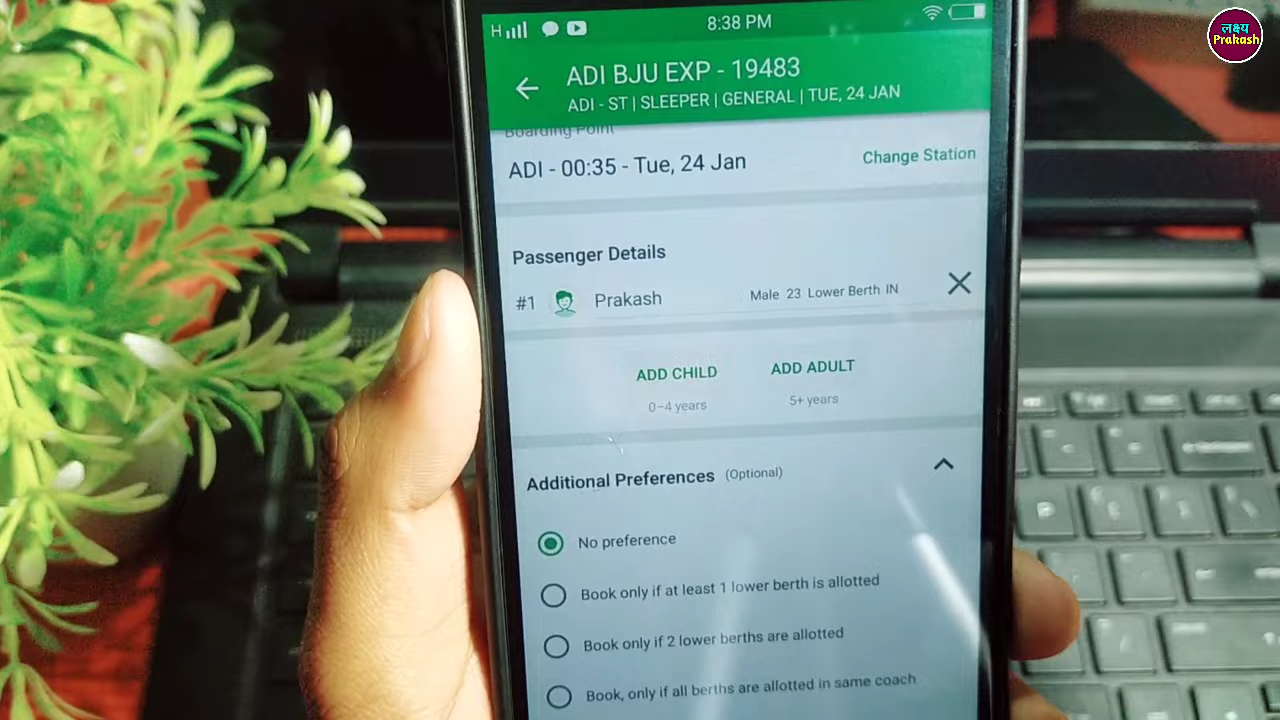 लक्ष्य
Prakash
H 8:38 PM
ADI BJU EXP - 19483
ADI - ST | SLEEPER | GENERAL | TUE, 24 JAN
Boarding Point
ADI - 00:35 - Tue, 24 Jan Change Station
Passenger Details
#1 Prakash Male 23 Lower Berth IN
ADD CHILD ADD ADULT
0-4 years 5+ years
Additional Preferences (Optional)
No preference
Book only if at least 1 lower berth is allotted
Book only if 2 lower berths are allotted
Book, only if all berths are allotted in same coach